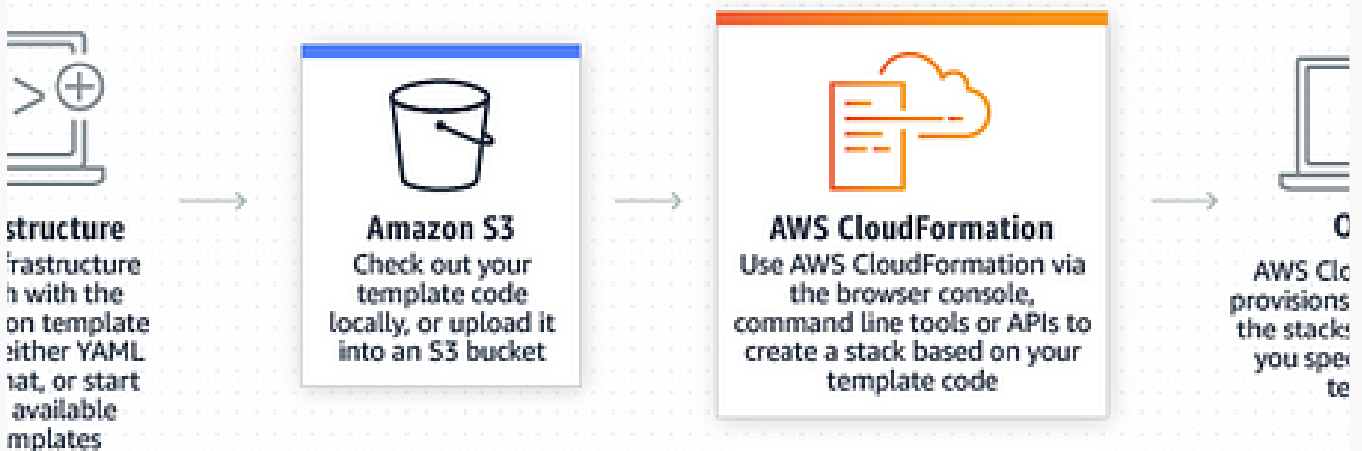 structure
frastructure
h with the
on template
either YAML
nat, or start
available
mplates
Amazon S3
Check out your
template code
locally, or upload it
into an S3 bucket
AWS CloudFormation
Use AWS CloudFormation via
the browser console,
command line tools or APIs to
create a stack based on your
template code
O
AWS Clo
provisions
the stacks
you spec
te